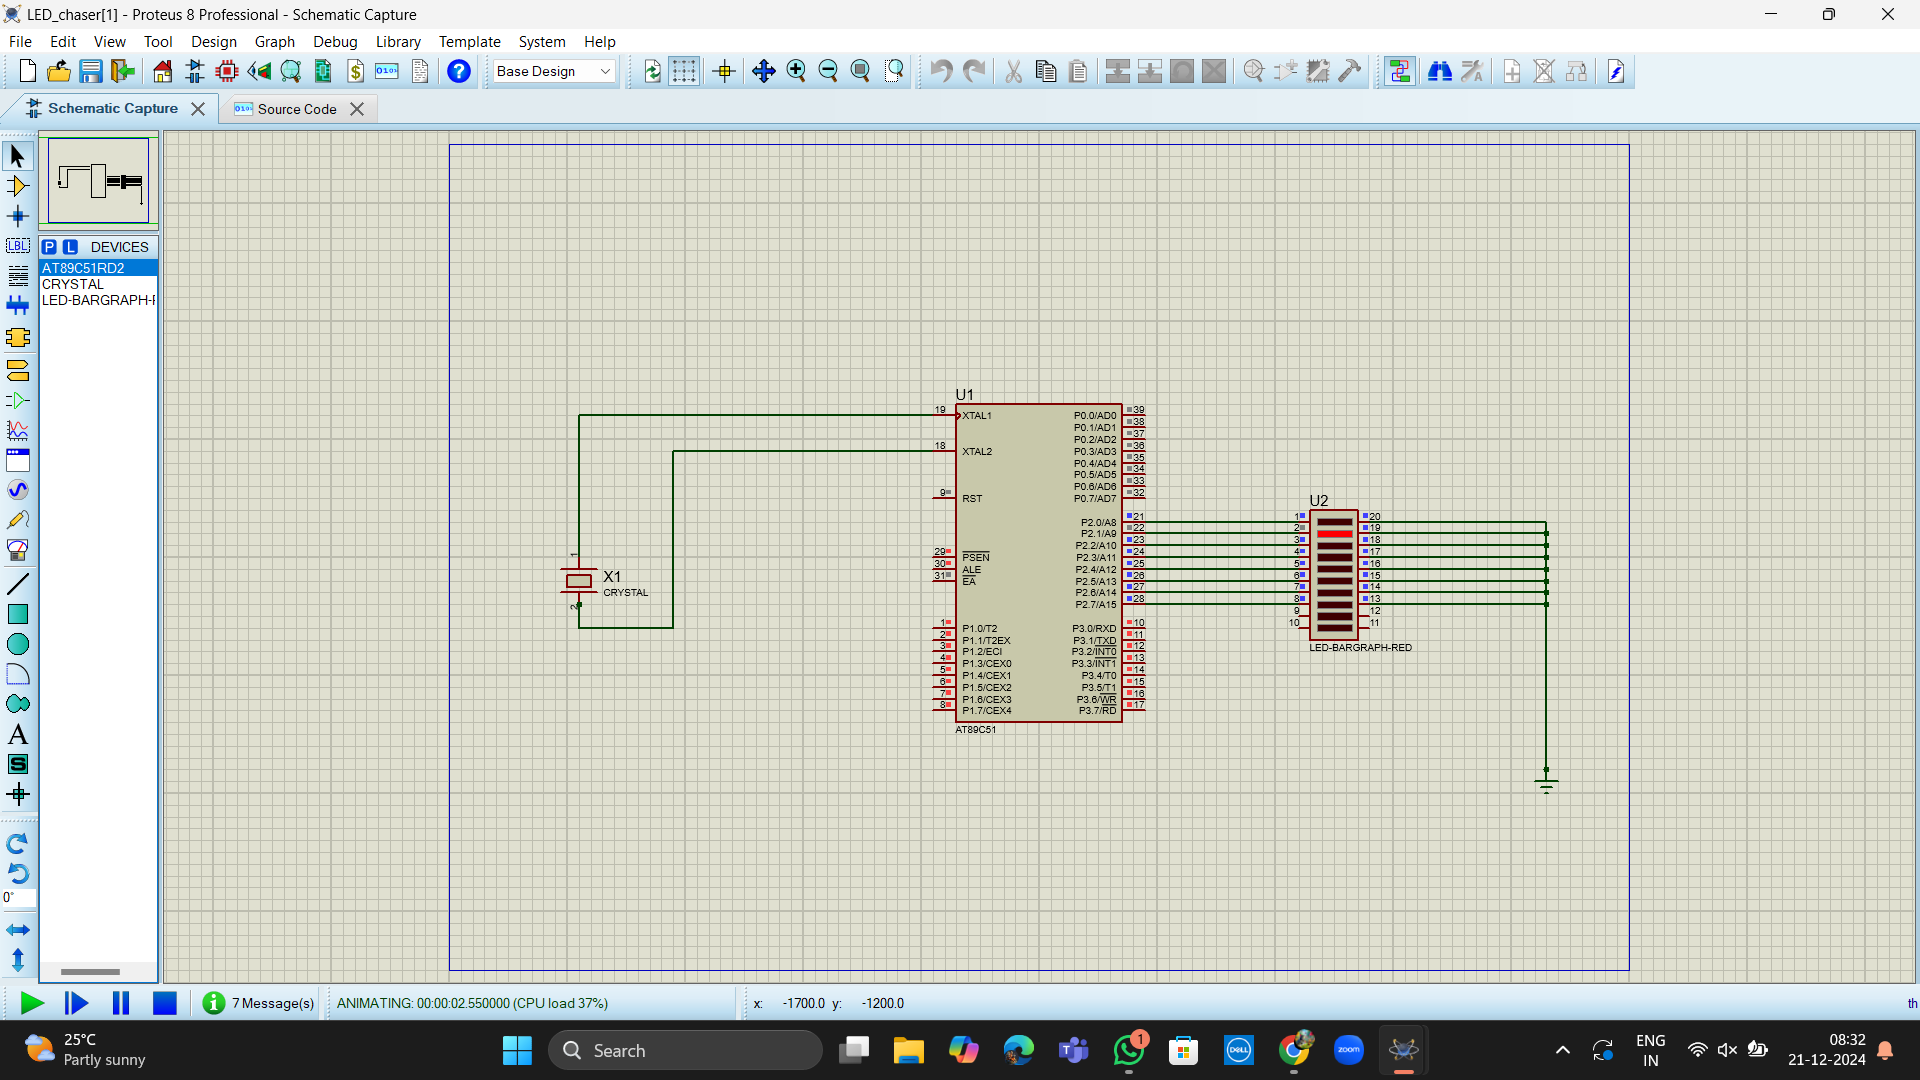 LED_chaser[1] - Proteus 8 Professional - Schematic Capture
File Edit View Tool Design Graph Debug Library Template System Help
Base Design
Schematic Capture
Source Code
P L DEVICES
AT89C51RD2
CRYSTAL
LED-BARGRAPH-F
LBL
A
S
0°
U1
19 XTAL1
18 XTAL2
9 RST
29 PSEN
30 ALE
31 EA
1 P1.0/T2
2 P1.1/T2EX
3 P1.2/ECI
4 P1.3/CEX0
5 P1.4/CEX1
6 P1.5/CEX2
7 P1.6/CEX3
8 P1.7/CEX4
P0.0/AD0 39
P0.1/AD1 38
P0.2/AD2 37
P0.3/AD3 36
P0.4/AD4 35
P0.5/AD5 34
P0.6/AD6 33
P0.7/AD7 32
P2.0/A8 21
P2.1/A9 22
P2.2/A10 23
P2.3/A11 24
P2.4/A12 25
P2.5/A13 26
P2.6/A14 27
P2.7/A15 28
P3.0/RXD 10
P3.1/TXD 11
P3.2/INT0 12
P3.3/INT1 13
P3.4/T0 14
P3.5/T1 15
P3.6/WR 16
P3.7/RD 17
AT89C51
1
X1
CRYSTAL
2
U2
1 20
2 19
3 18
4 17
5 16
6 15
7 14
8 13
9 12
10 11
LED-BARGRAPH-RED
7 Message(s)
ANIMATING: 00:00:02.550000 (CPU load 37%)
x: -1700.0 y: -1200.0
th
25°C
Partly sunny
Search
1
DELL
zoom
ENG
IN
08:32
21-12-2024